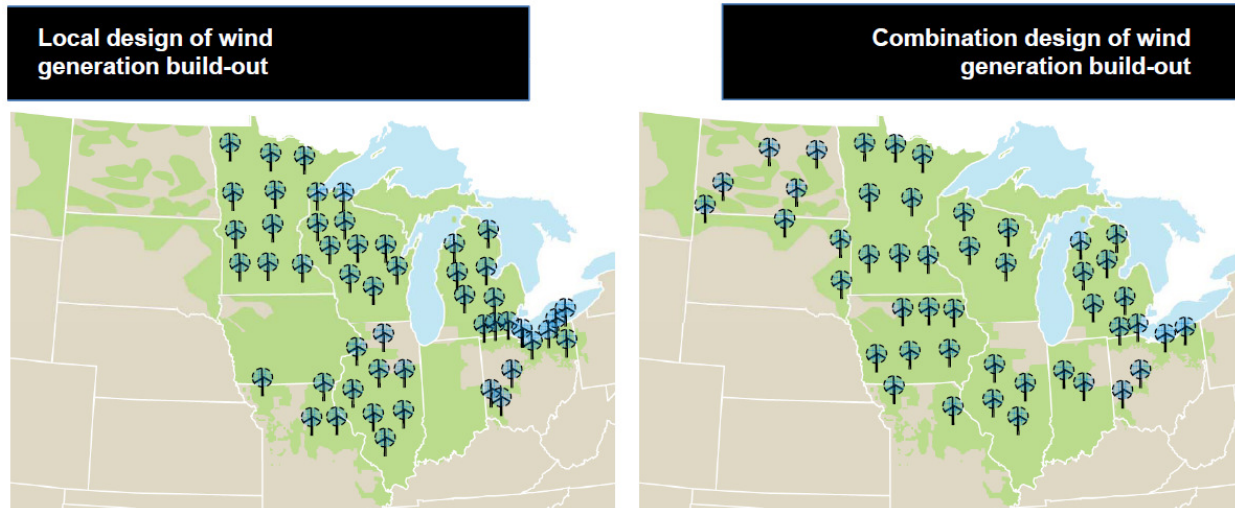 Local design of wind
generation build-out
Combination design of wind
generation build-out